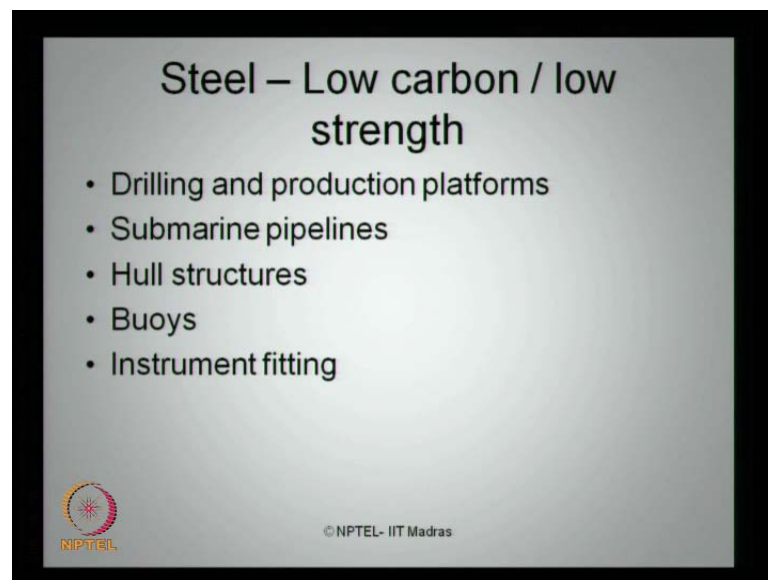 Steel – Low carbon / low
strength
• Drilling and production platforms
• Submarine pipelines
• Hull structures
• Buoys
• Instrument fitting
NPTEL
© NPTEL- IIT Madras